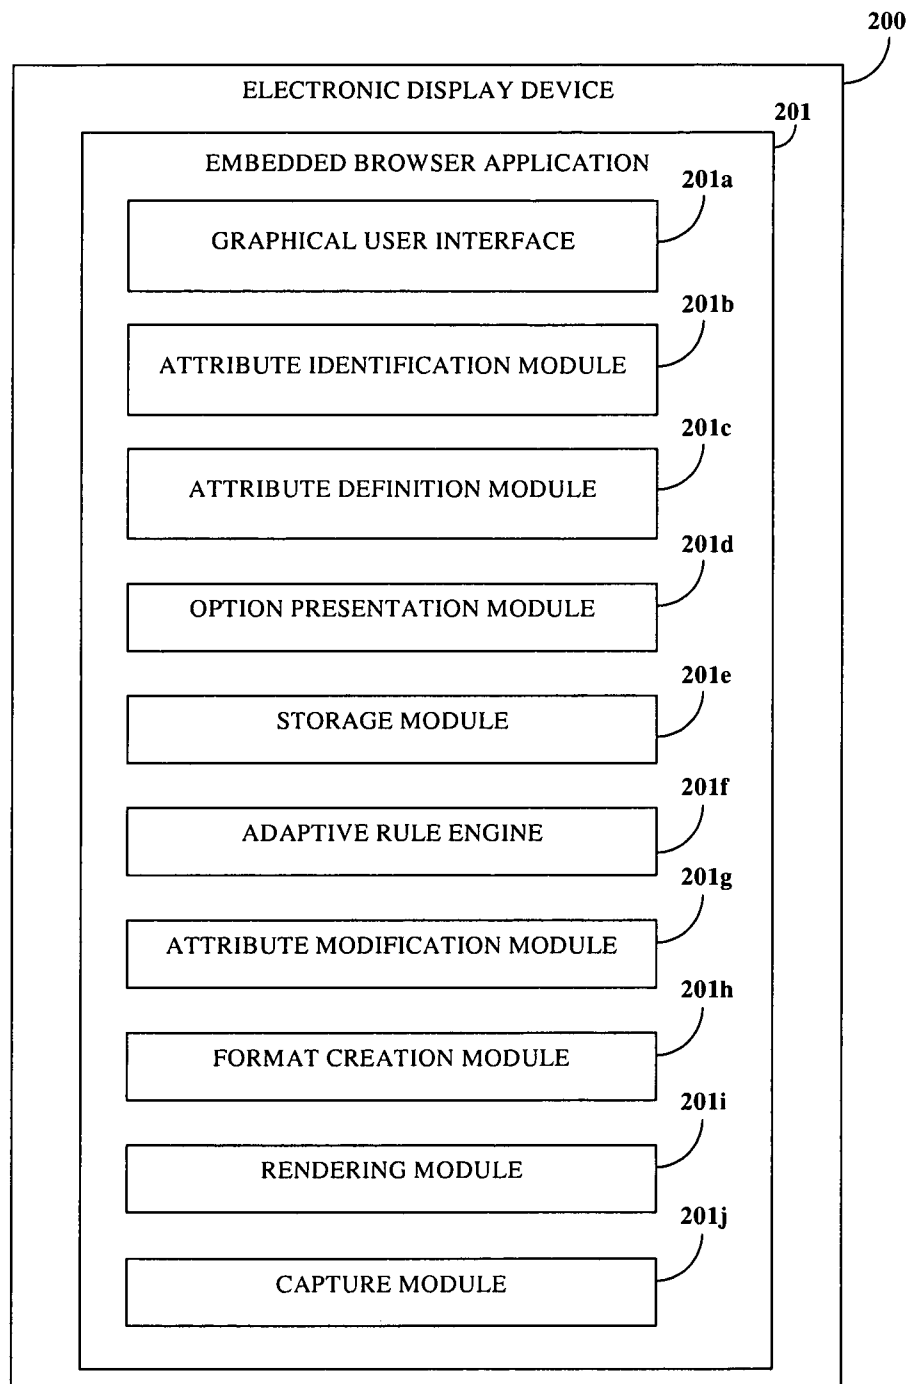 200
ELECTRONIC DISPLAY DEVICE
201
EMBEDDED BROWSER APPLICATION
201a
GRAPHICAL USER INTERFACE
201b
ATTRIBUTE IDENTIFICATION MODULE
201c
ATTRIBUTE DEFINITION MODULE
201d
OPTION PRESENTATION MODULE
201e
STORAGE MODULE
201f
ADAPTIVE RULE ENGINE
201g
ATTRIBUTE MODIFICATION MODULE
201h
FORMAT CREATION MODULE
201i
RENDERING MODULE
201j
CAPTURE MODULE